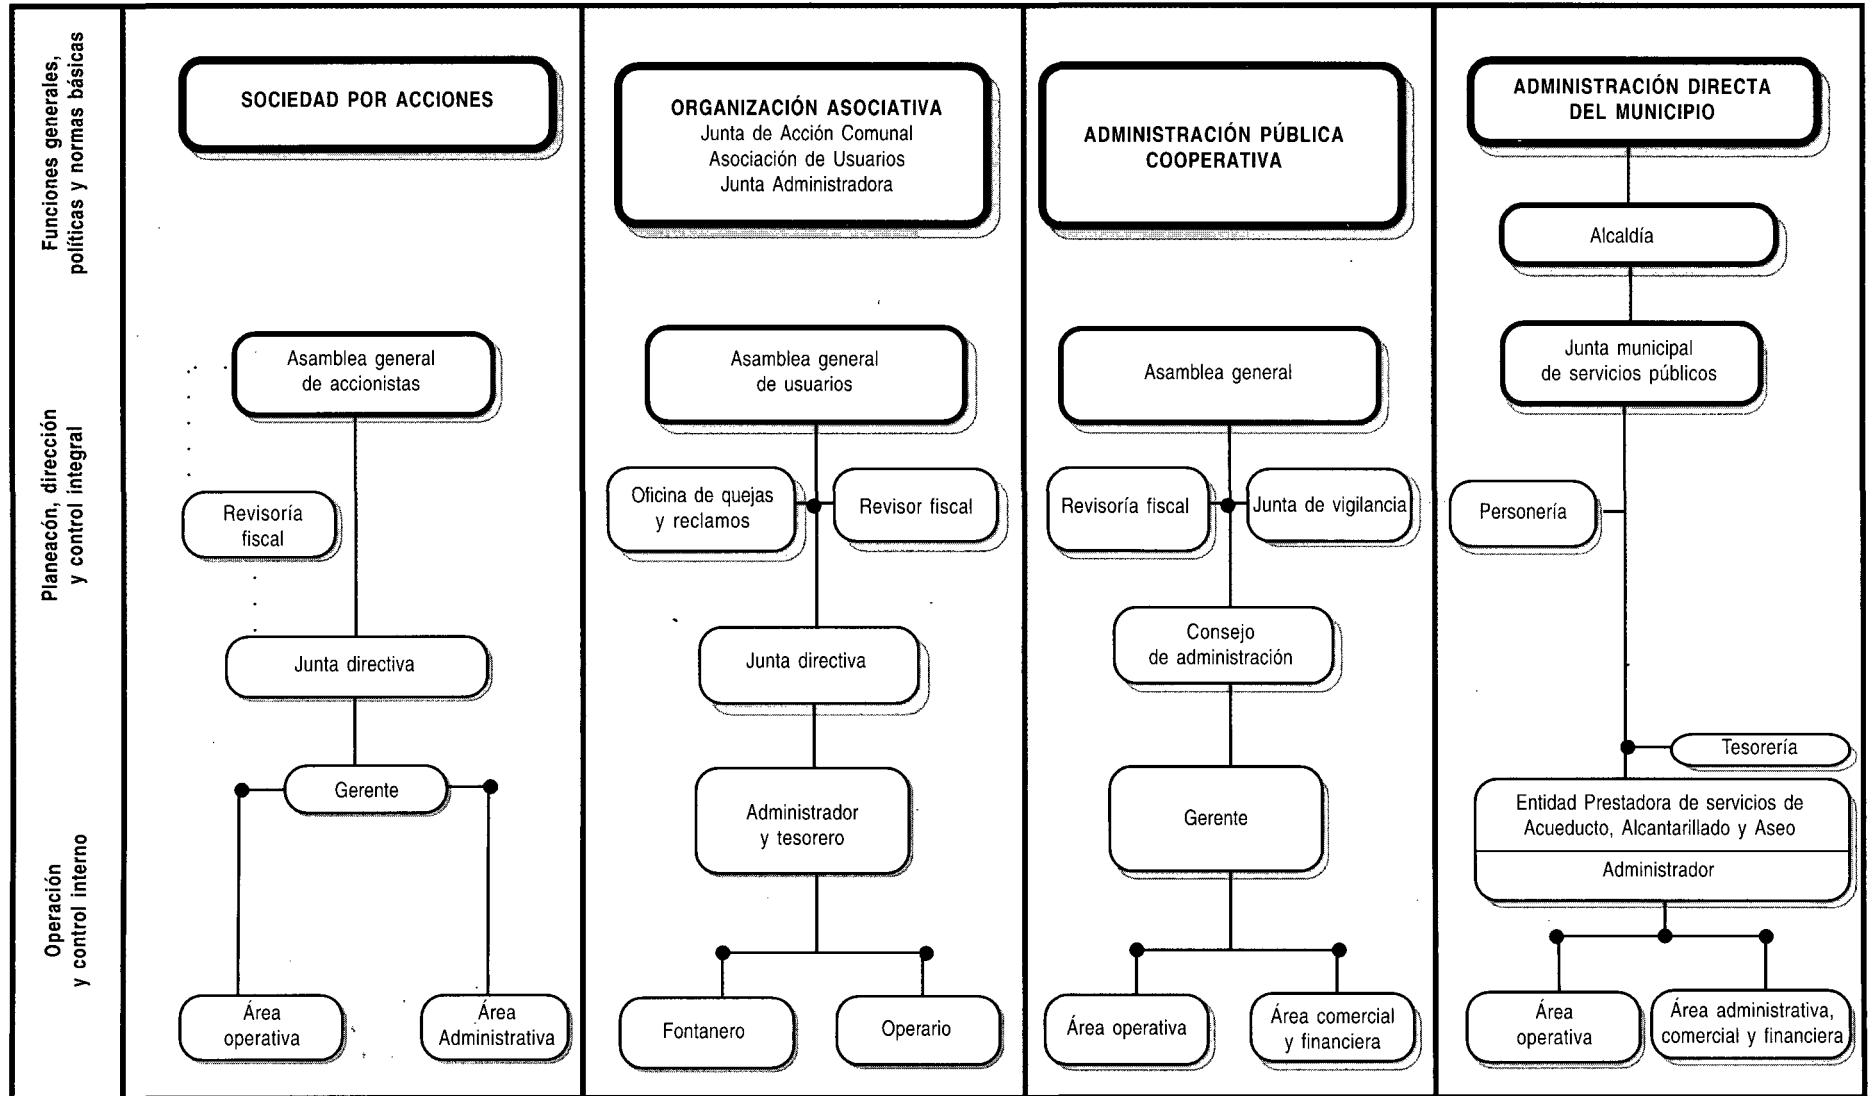 Funciones generales,
políticas y normas básicas
SOCIEDAD POR ACCIONES
ORGANIZACIÓN ASOCIATIVA
Junta de Acción Comunal
Asociación de Usuarios
Junta Administradora
ADMINISTRACIÓN PÚBLICA
COOPERATIVA
ADMINISTRACIÓN DIRECTA
DEL MUNICIPIO
Alcaldía
Planeacón, dirección
y control integral
Asamblea general
de accionistas
Revisoría
fiscal
Junta directiva
Asamblea general
de usuarios
Oficina de quejas
y reclamos
Revisor fiscal
Junta directiva
Asamblea general
Revisoría fiscal
Junta de vigilancia
Consejo
de administración
Junta municipal
de servicios públicos
Personería
Operación
y control interno
Gerente
Área
operativa
Área
Administrativa
Administrador
y tesorero
Fontanero
Operario
Gerente
Área operativa
Área comercial
y financiera
Tesorería
Entidad Prestadora de servicios de
Acueducto, Alcantarillado y Aseo
Administrador
Área
operativa
Área administrativa,
comercial y financiera